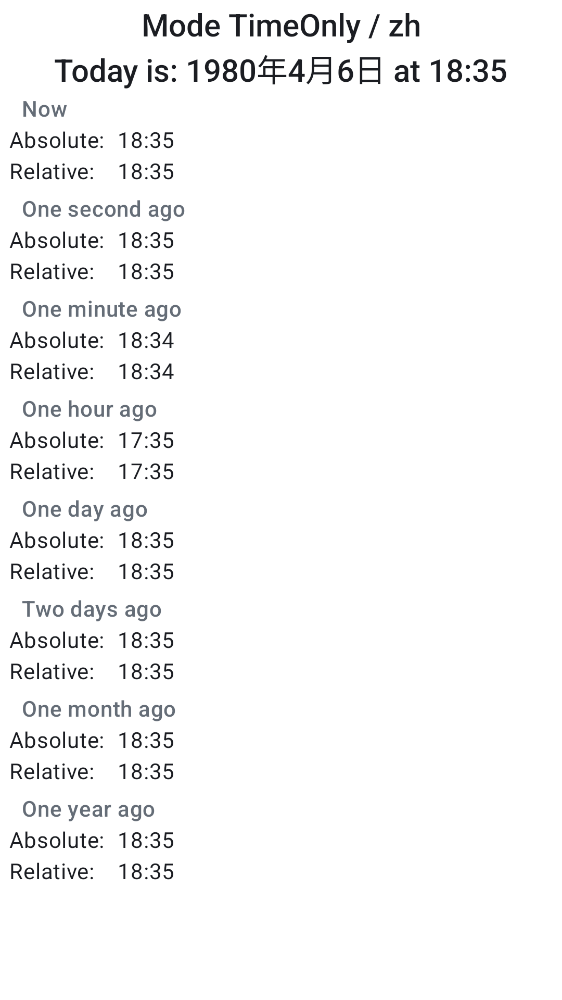 Mode TimeOnly / zh
Today is: 1980年4月6日 at 18:35
Now
Absolute: 18:35
Relative: 18:35
One second ago
Absolute: 18:35
Relative: 18:35
One minute ago
Absolute: 18:34
Relative: 18:34
One hour ago
Absolute: 17:35
Relative: 17:35
One day ago
Absolute: 18:35
Relative: 18:35
Two days ago
Absolute: 18:35
Relative: 18:35
One month ago
Absolute: 18:35
Relative: 18:35
One year ago
Absolute: 18:35
Relative: 18:35